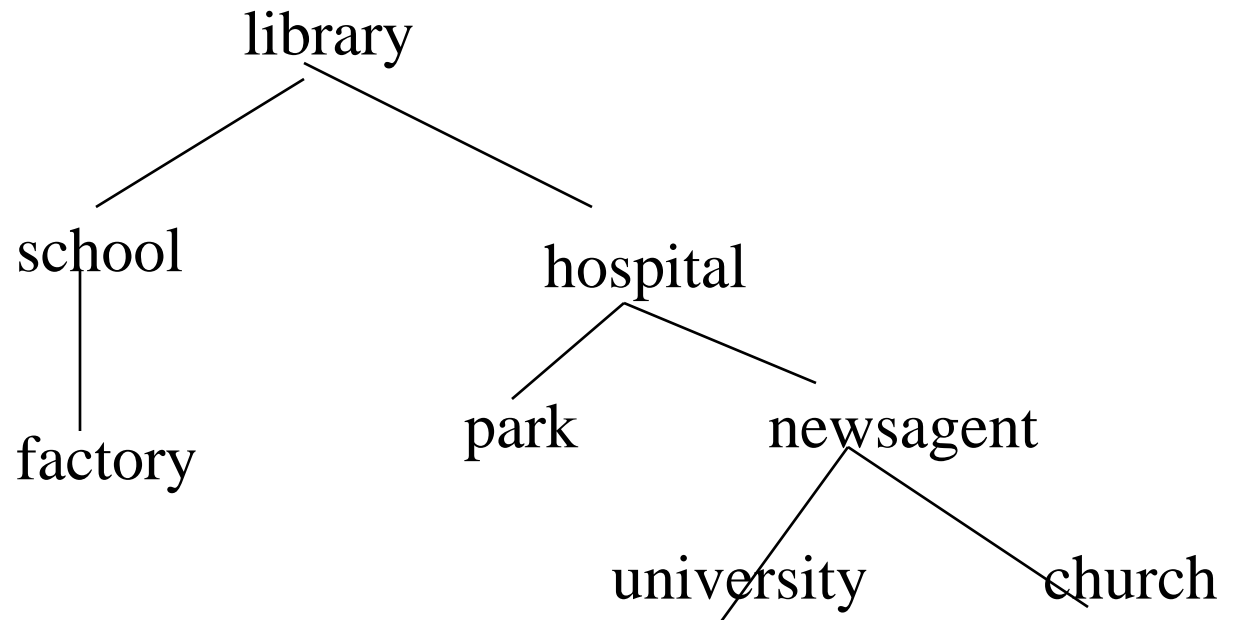 library
school
hospital
park
newsagent
factory
university
church